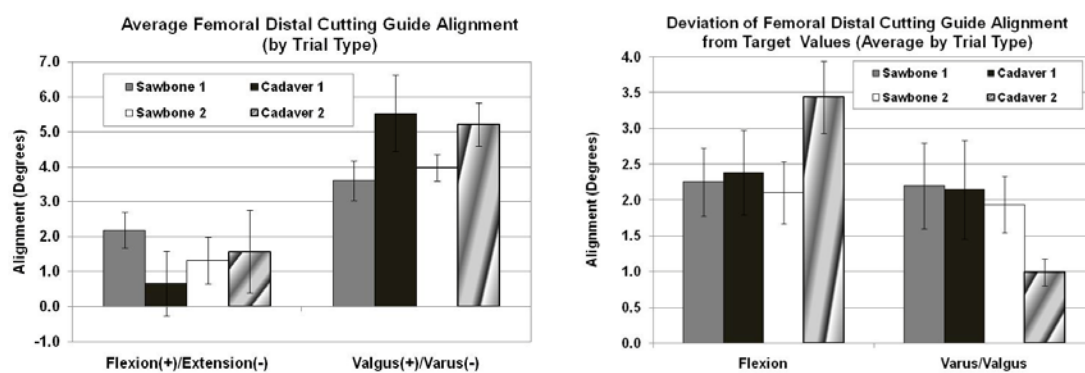 Average Femoral Distal Cutting Guide Alignment
(by Trial Type)
7.0
6.0
5.0
4.0
3.0
2.0
1.0
0.0
-1.0
Alignment (Degrees)
Sawbone 1
Cadaver 1
Sawbone 2
Cadaver 2
Flexion(+)/Extension(-)
Valgus(+)/Varus(-)
Deviation of Femoral Distal Cutting Guide Alignment
from Target Values (Average by Trial Type)
4.0
3.5
3.0
2.5
2.0
1.5
1.0
0.5
0.0
Alignment (Degrees)
Sawbone 1
Cadaver 1
Sawbone 2
Cadaver 2
Flexion
Varus/Valgus